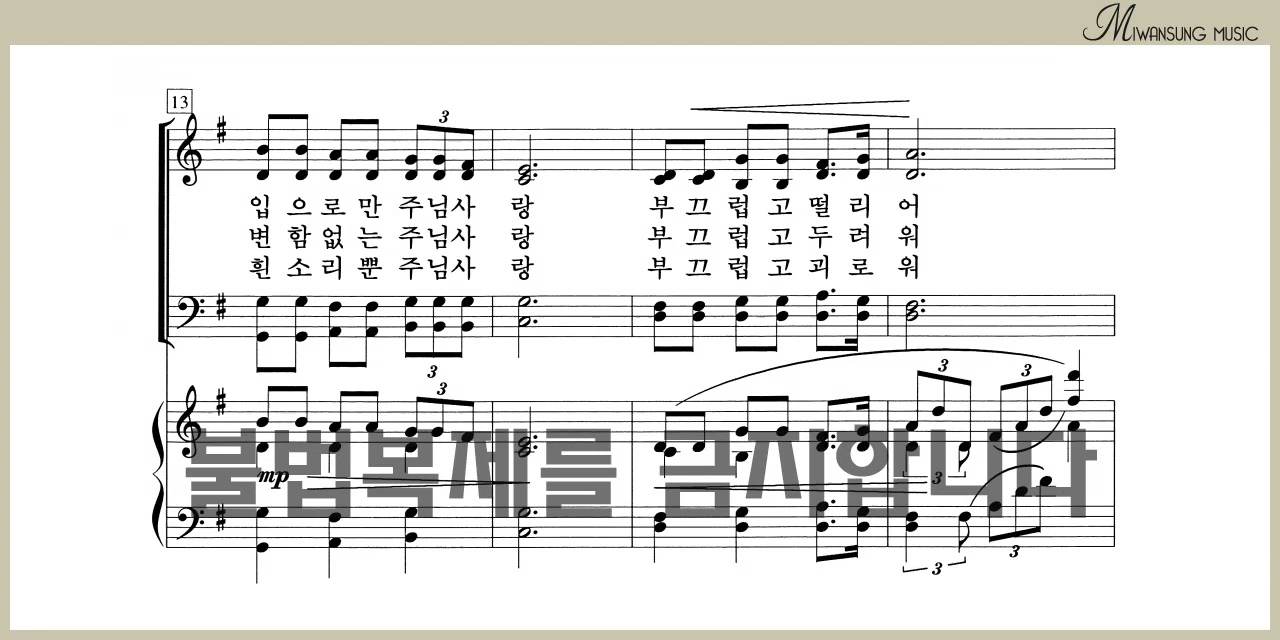 MIWANSUNG MUSIC
13
3
입 으 로 만 주 님 사 랑 부 끄 럽 고 떨 리 어
변 함 없 는 주 님 사 랑 부 끄 럽 고 두 려 워
흰 소 리 뿐 주 님 사 랑 부 끄 럽 고 괴 로 워
3
3
3
3
불법복제를 금지합니다
mp
3
3
3